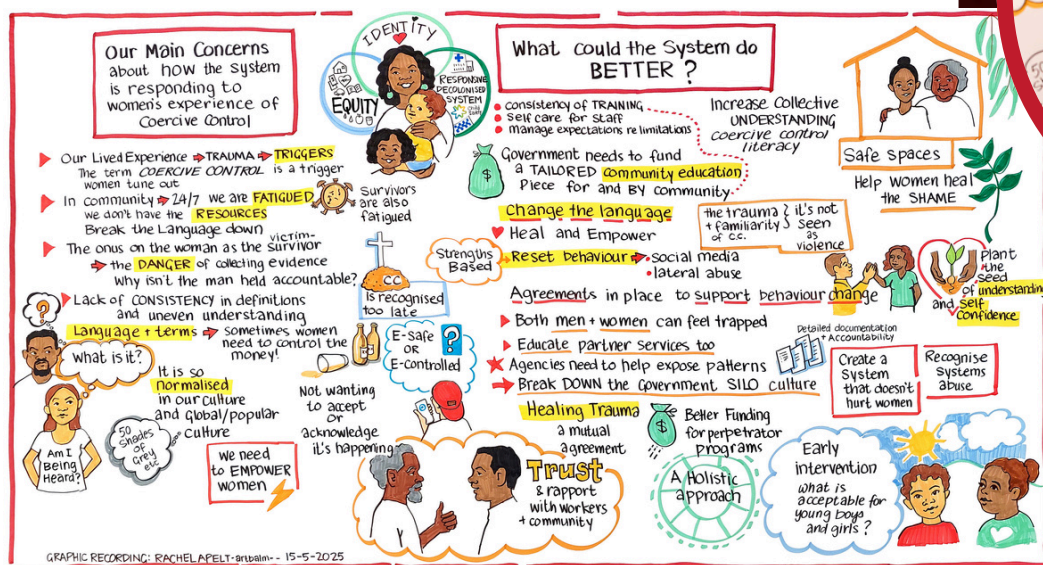 Our Main Concerns
about how the system
is responding to
women's experience of
Coercive Control
Our Lived Experience TRAUMA TRIGGERS
The term COERCIVE CONTROL is a trigger
women tune out
In community 24/7 we are FATIGUED
we don't have the RESOURCES
Break the Language down
Survivors
are also
fatigued
The onus on the woman as the victim-
survivor
the DANGER of collecting evidence
Why isn't the man held accountable?
CC
is recognised
too late
Lack of CONSISTENCY in definitions
and uneven understanding
Language + terms sometimes women
need to control the
money!
?
What is it?
It is so
normalised
in our culture
and global/popular
culture
50
Shades
of
Grey
etc
Am I
Being
Heard?
we need
to EMPOWER
women
Not wanting
to accept
or
acknowledge
it's happening
E-Safe
OR
E-Controlled
?
IDENTITY
EQUITY
RESPONSIVE
DECOLONISED
SYSTEM
What could the System do
BETTER?
consistency of TRAINING
self care for staff
manage expectations re limitations
Increase Collective
UNDERSTANDING
coercive control
literacy
$
Government needs to fund
a TAILORED community education
Piece for and BY community
Change the language
Heal and Empower
the trauma } it's not
+ familiarity } seen
of c.c. as
violence
Strengths
Based
Reset behaviour social media
lateral abuse
Agreements in place to support behaviour change
Both men + women can feel trapped
Educate partner services too
Agencies need to help expose patterns
Break DOWN the Government SILO culture
Detailed documentation
+ Accountability
Safe spaces
Help women heal
the SHAME
plant
the
seed
of understanding
and self
confidence
Create a
System
that doesn't
hurt women
Recognise
Systems
abuse
Healing Trauma
a mutual
agreement
$
Better Funding
for perpetrator
programs
Trust
& rapport
with workers
+ community
A Holistic
approach
Early
intervention
what is
acceptable for
young boys
and girls?
GRAPHIC RECORDING: RACHEL APELT-artbalm-- 15-5-2025